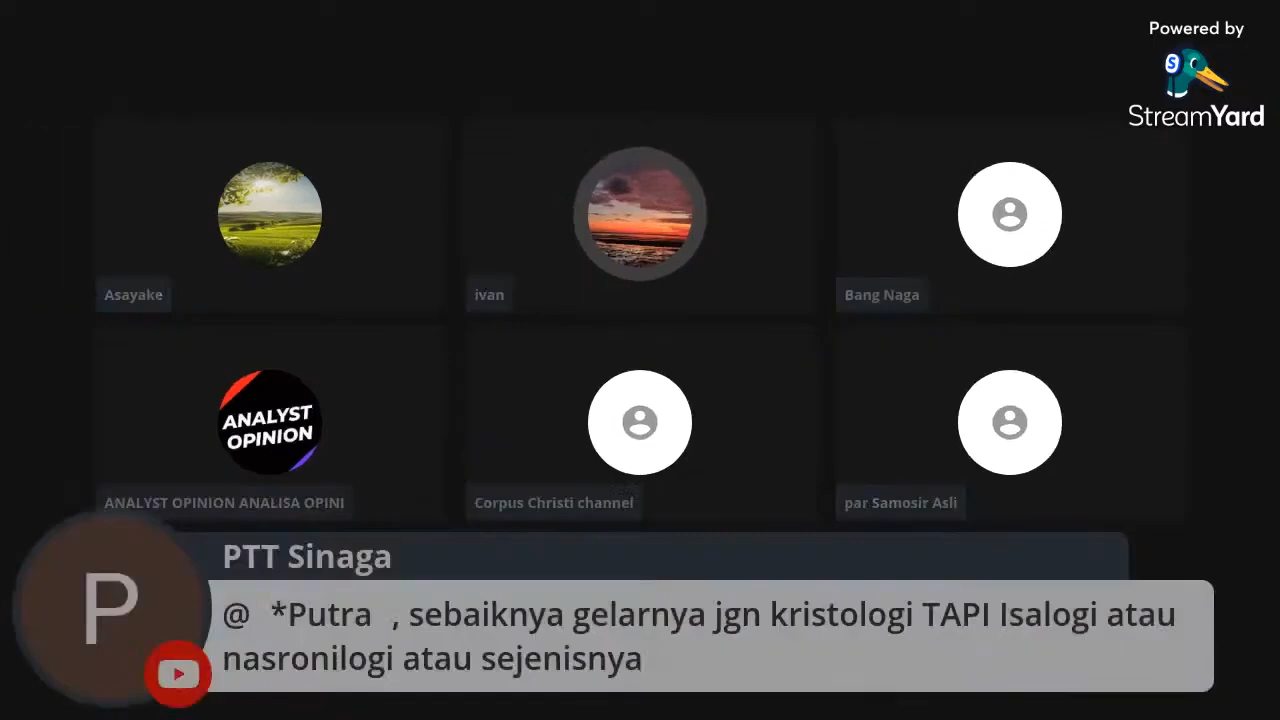 Powered by
S
StreamYard
Asayake
ivan
Bang Naga
ANALYST
OPINION
ANALYST OPINION ANALISA OPINI
Corpus Christi channel
par Samosir Asli
P
PTT Sinaga
@ *Putra , sebaiknya gelarnya jgn kristologi TAPI Isalogi atau
nasronilogi atau sejenisnya